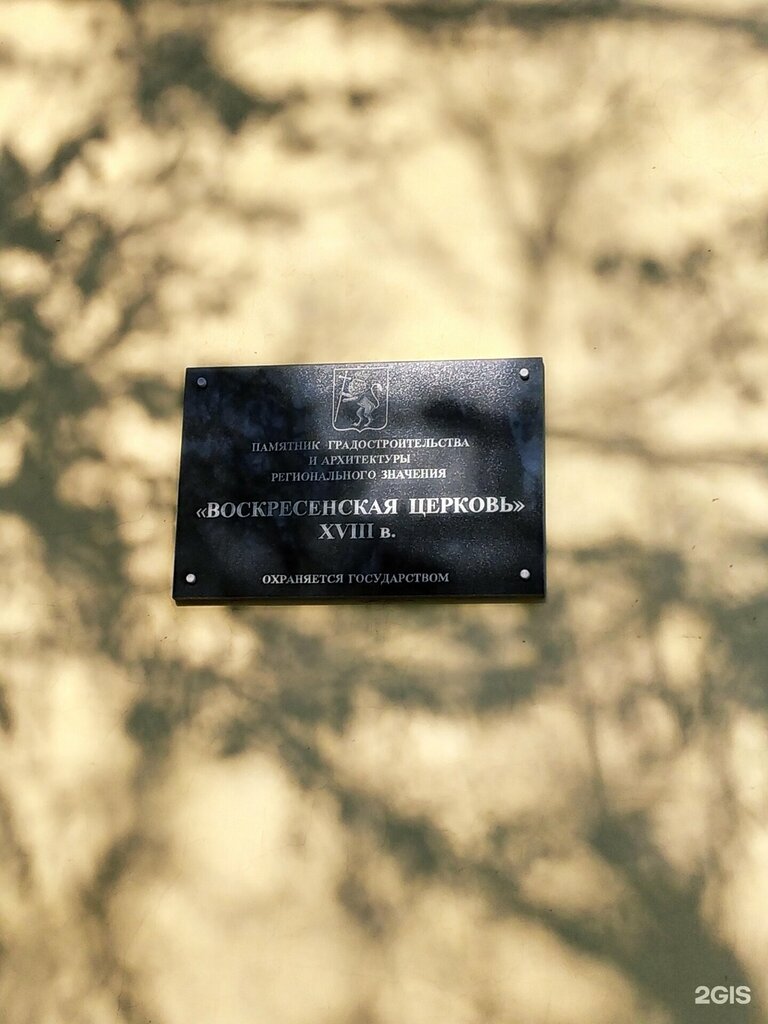 ПАМЯТНИК ГРАДОСТРОИТЕЛЬСТВА
И АРХИТЕКТУРЫ
РЕГИОНАЛЬНОГО ЗНАЧЕНИЯ
«ВОСКРЕСЕНСКАЯ ЦЕРКОВЬ»
XVIII в.
ОХРАНЯЕТСЯ ГОСУДАРСТВОМ
2GIS